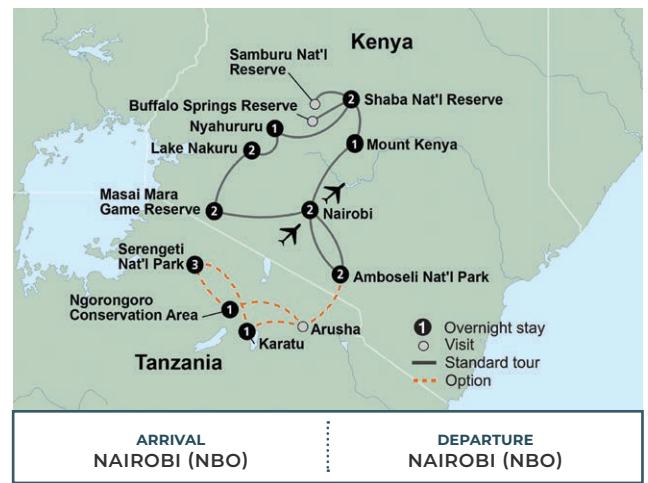 Kenya
Samburu Nat'l
Reserve
2
Shaba Nat'l Reserve
Buffalo Springs Reserve
Nyahururu
1
Lake Nakuru
2
1
Mount Kenya
Masai Mara
Game Reserve
2
2
Nairobi
Serengeti
Nat'l Park
3
2
Amboseli Nat'l Park
Ngorongoro
Conservation Area
1
1
Karatu
Arusha
Tanzania
1 Overnight stay
Visit
Standard tour
Option
ARRIVAL
NAIROBI (NBO)
DEPARTURE
NAIROBI (NBO)